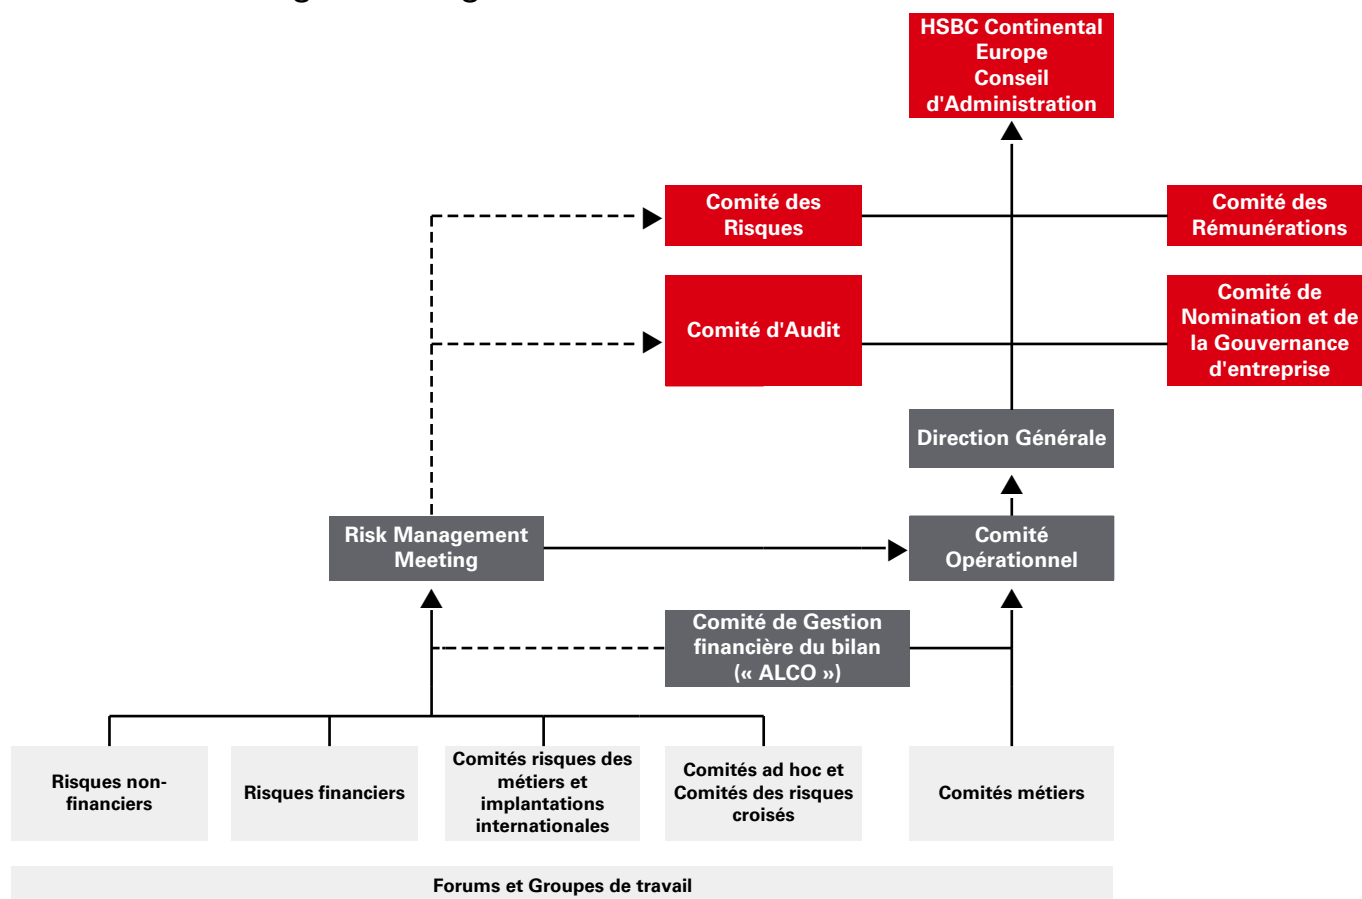 HSBC Continental
Europe
Conseil
d'Administration
Comité des
Risques
Comité des
Rémunérations
Comité d'Audit
Comité de
Nomination et de
la Gouvernance
d'entreprise
Direction Générale
Risk Management
Meeting
Comité
Opérationnel
Comité de Gestion
financière du bilan
(« ALCO »)
Risques non-
financiers
Risques financiers
Comités risques des
métiers et
implantations
internationales
Comités ad hoc et
Comités des risques
croisés
Comités métiers
Forums et Groupes de travail